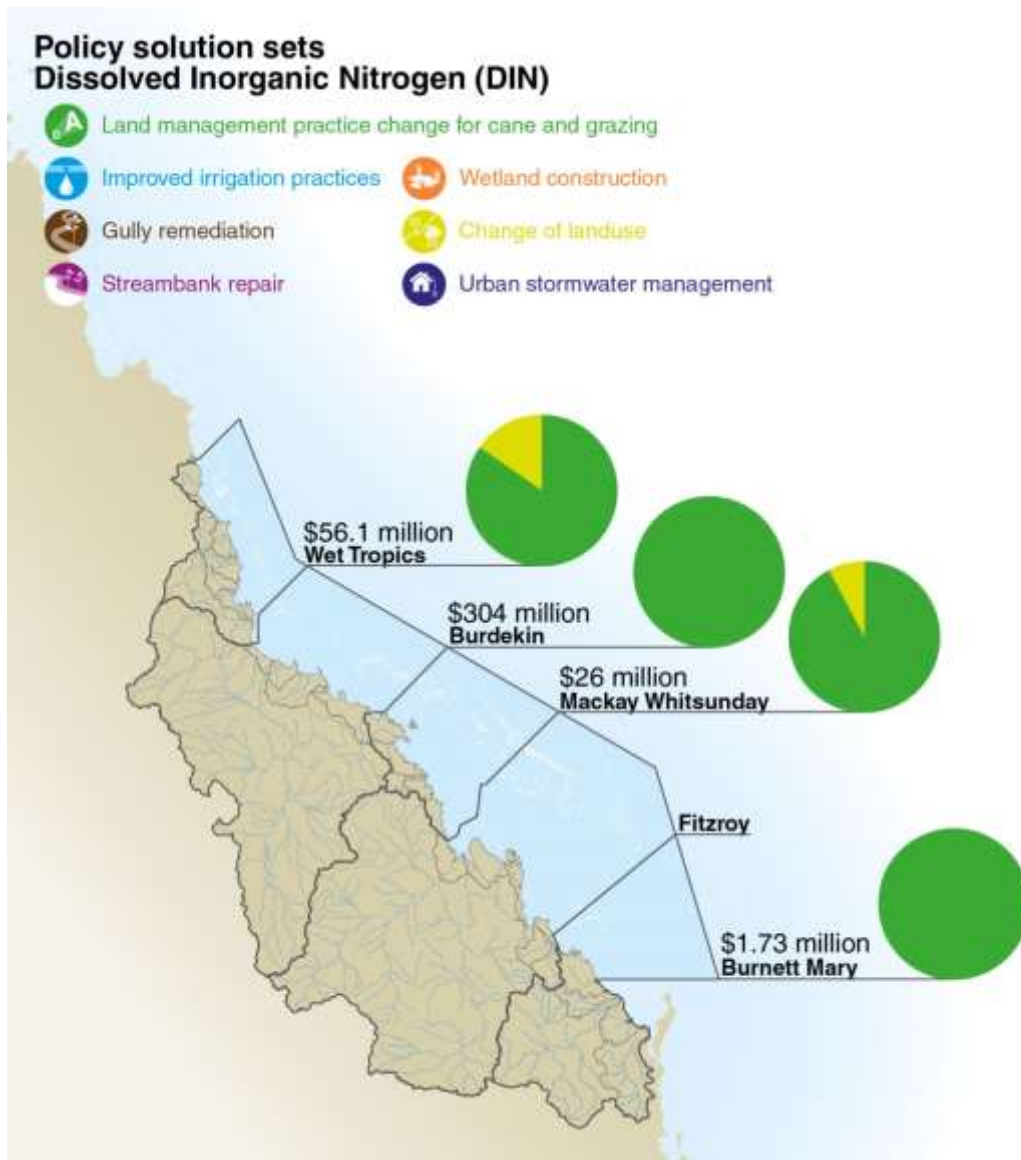 Policy solution sets
Dissolved Inorganic Nitrogen (DIN)
Land management practice change for cane and grazing
Improved irrigation practices
Wetland construction
Gully remediation
Change of landuse
Streambank repair
Urban stormwater management
$56.1 million
Wet Tropics
$304 million
Burdekin
$26 million
Mackay Whitsunday
Fitzroy
$1.73 million
Burnett Mary